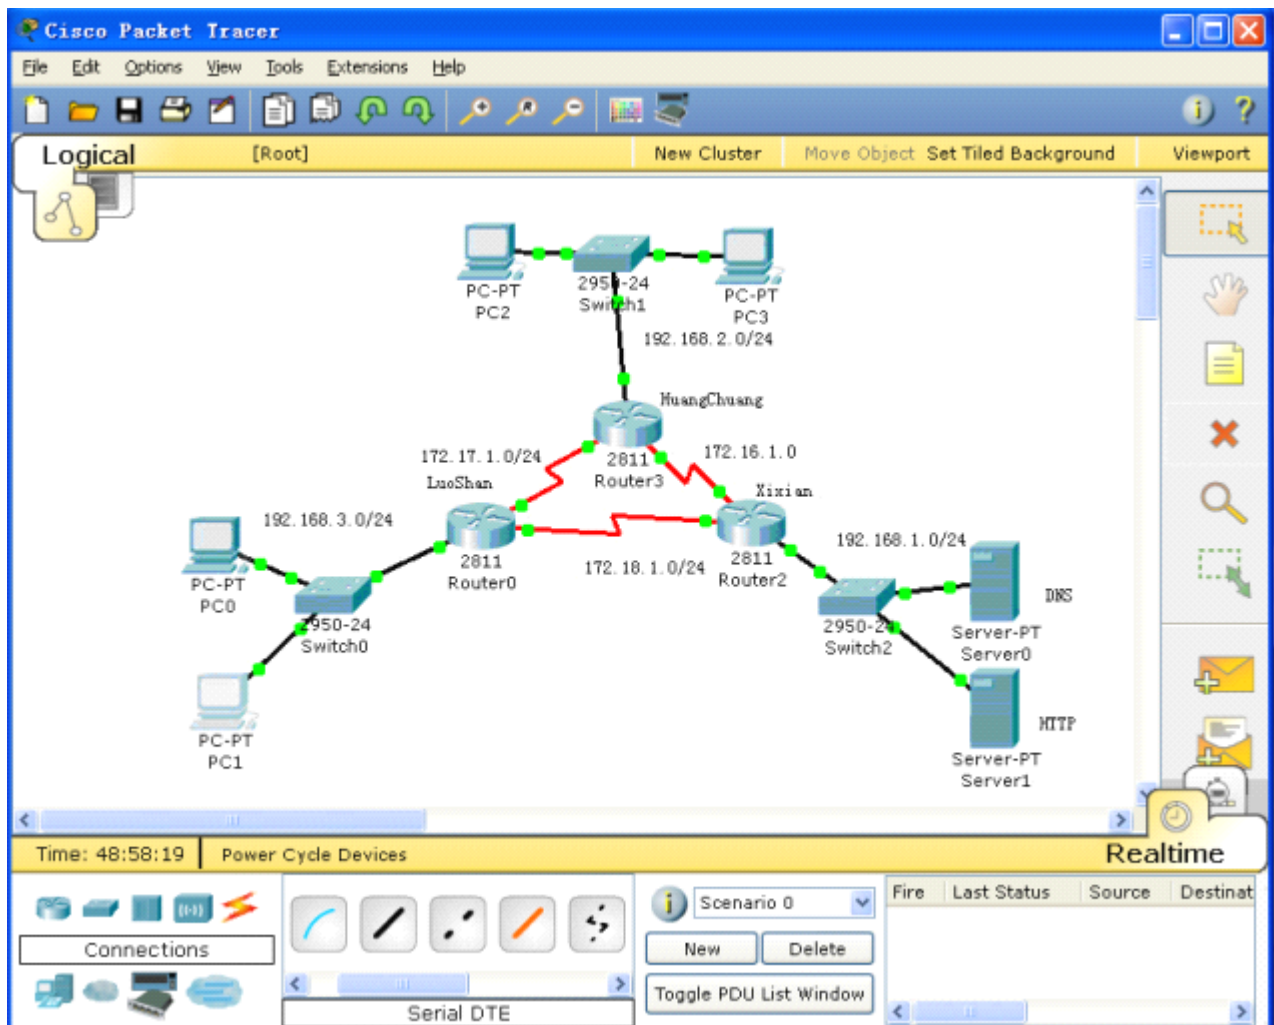 Cisco Packet Tracer
File Edit Options View Tools Extensions Help
Logical [Root] New Cluster Move Object Set Tiled Background Viewport
PC-PT
PC2
2950-24
Switch1
PC-PT
PC3
192.168.2.0/24
HuangChuang
172.17.1.0/24
LuoShan
2811
Router3
172.16.1.0
Xixian
192.168.3.0/24
2811
Router0
172.18.1.0/24
2811
Router2
192.168.1.0/24
PC-PT
PC0
2950-24
Switch0
PC-PT
PC1
2950-24
Switch2
DNS
Server-PT
Server0
HTTP
Server-PT
Server1
Time: 48:58:19 Power Cycle Devices Realtime
Connections
Serial DTE
Scenario 0
New Delete
Toggle PDU List Window
Fire Last Status Source Destinat